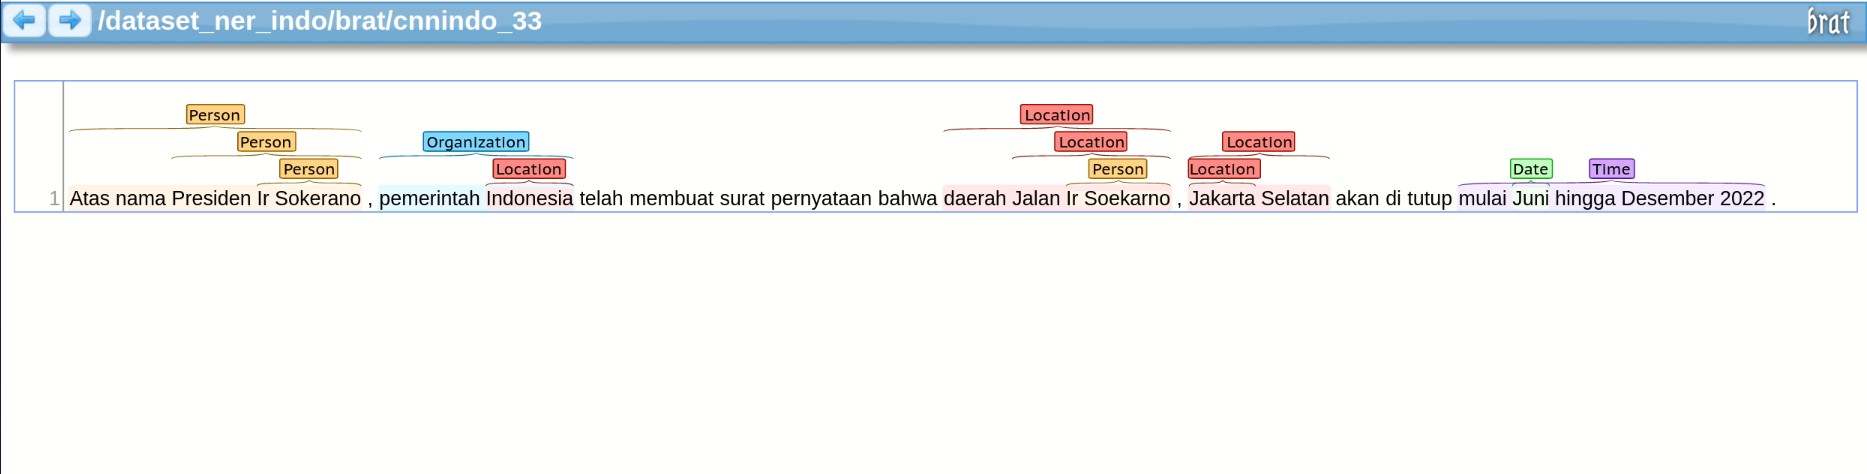 /dataset_ner_indo/brat/cnnindo_33
brat
Person Location
Person Organization Location Location
Person Location Person Location Date Time
1 Atas nama Presiden Ir Sokerano , pemerintah Indonesia telah membuat surat pernyataan bahwa daerah Jalan Ir Soekarno , Jakarta Selatan akan di tutup mulai Juni hingga Desember 2022 .